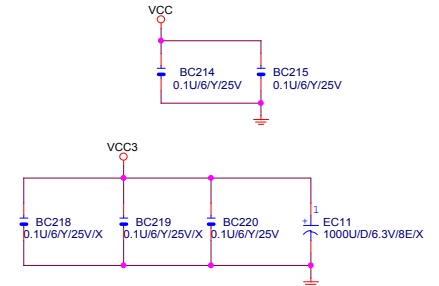 VCC
BC214
0.1U/6/Y/25V
BC215
0.1U/6/Y/25V
VCC3
BC218
0.1U/6/Y/25V/X
BC219
0.1U/6/Y/25V/X
BC220
0.1U/6/Y/25V
1
+
EC11
1000U/D/6.3V/8E/X